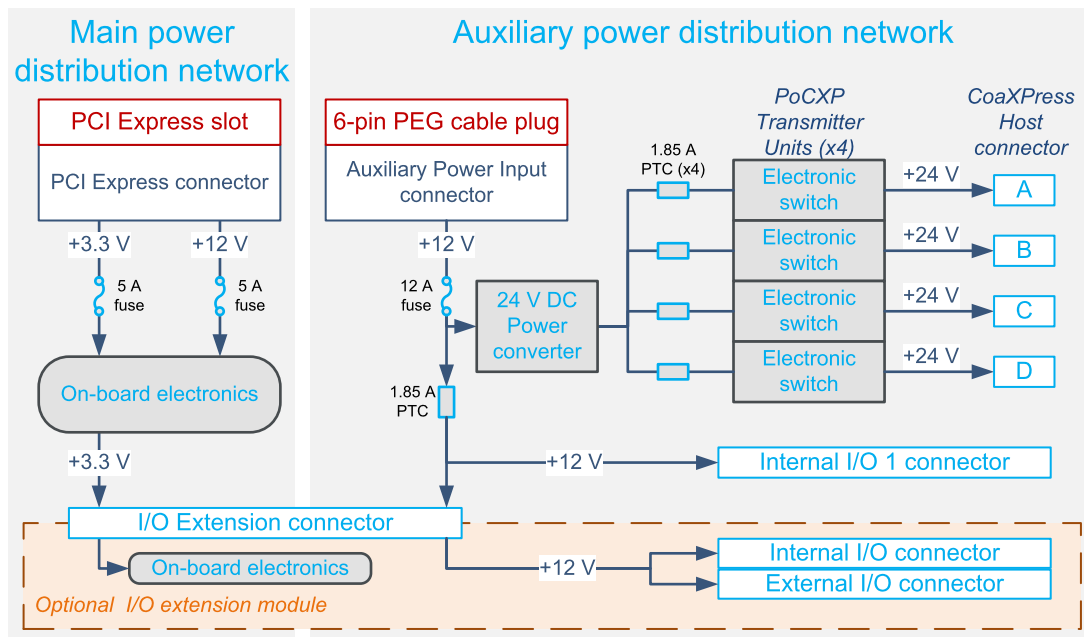 Main power
distribution network
PCI Express slot
PCI Express connector
+3.3 V
+12 V
5 A
fuse
5 A
fuse
On-board electronics
+3.3 V
Auxiliary power distribution network
6-pin PEG cable plug
Auxiliary Power Input
connector
+12 V
12 A
fuse
24 V DC
Power
converter
1.85 A
PTC
1.85 A
PTC (x4)
PoCXP
Transmitter
Units (x4)
CoaXPress
Host
connector
Electronic
switch
+24 V
A
Electronic
switch
+24 V
B
Electronic
switch
+24 V
C
Electronic
switch
+24 V
D
+12 V
Internal I/O 1 connector
I/O Extension connector
On-board electronics
+12 V
Internal I/O connector
External I/O connector
Optional I/O extension module